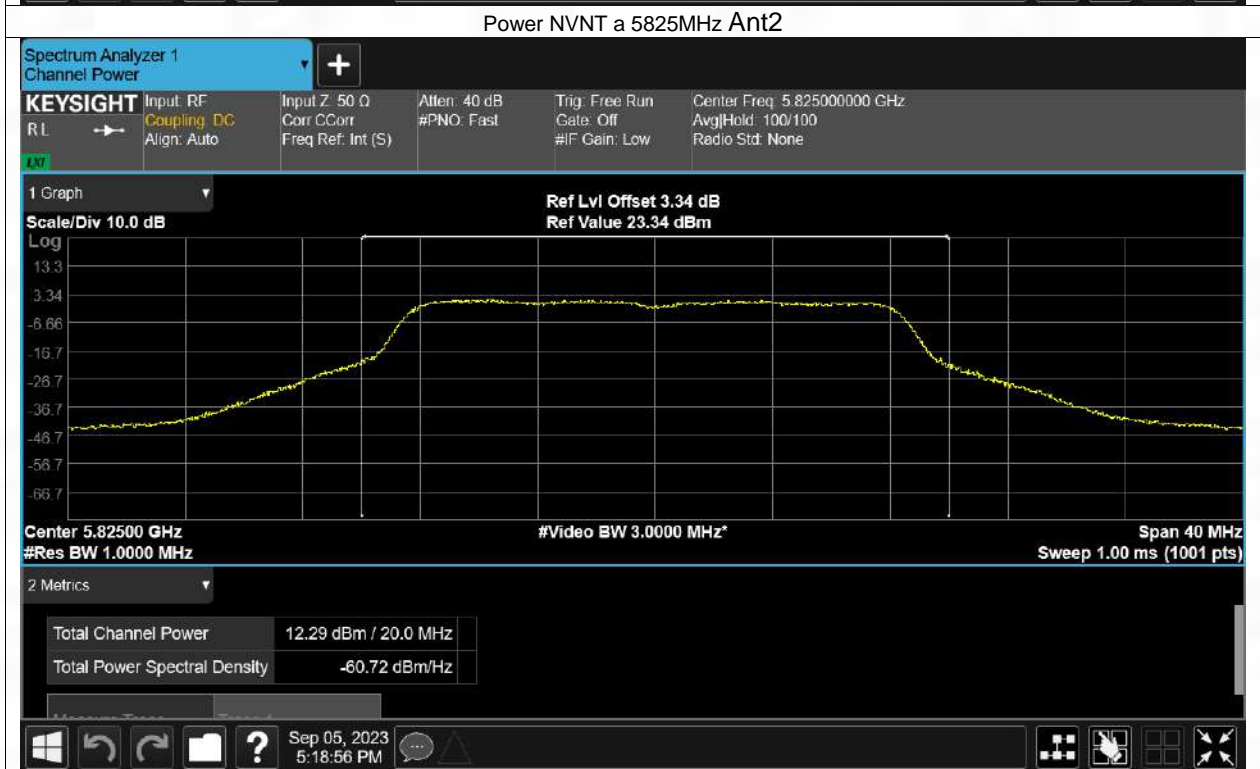 Power NVNT a 5825MHz Ant2
Spectrum Analyzer 1
Channel Power
+
KEYSIGHT
RL
LXI
Input: RF
Coupling: DC
Align: Auto
Input Z: 50 Ω
Corr CCorr
Freq Ref: Int (S)
Atten: 40 dB
#PNO: Fast
Trig: Free Run
Gate: Off
#IF Gain: Low
Center Freq: 5.825000000 GHz
Avg|Hold: 100/100
Radio Std: None
1 Graph
Scale/Div 10.0 dB
Ref Lvl Offset 3.34 dB
Ref Value 23.34 dBm
Log
13.3
3.34
-6.66
-16.7
-26.7
-36.7
-46.7
-56.7
-66.7
Center 5.82500 GHz
#Video BW 3.0000 MHz*
Span 40 MHz
#Res BW 1.0000 MHz
Sweep 1.00 ms (1001 pts)
2 Metrics
Total Channel Power 12.29 dBm / 20.0 MHz
Total Power Spectral Density -60.72 dBm/Hz
?
Sep 05, 2023
5:18:56 PM